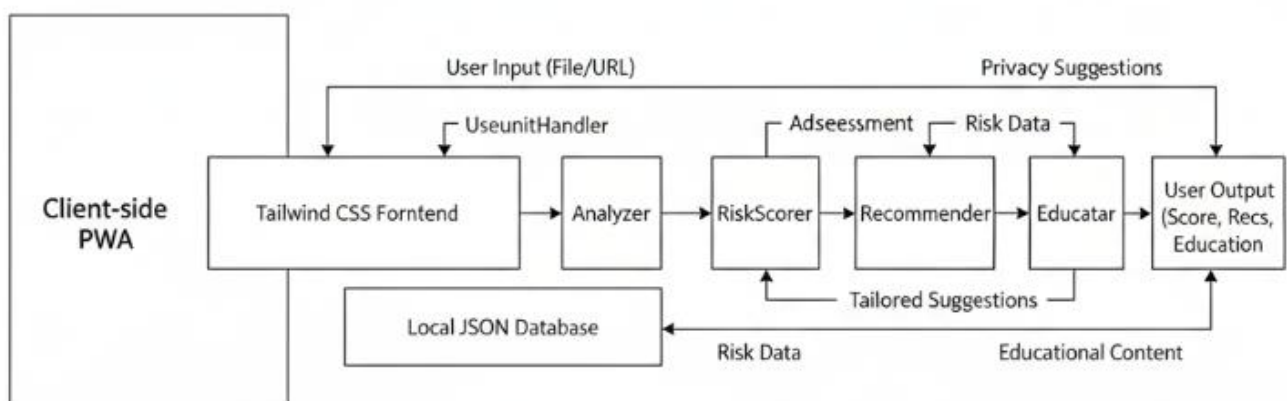 User Input (File/URL)
Privacy Suggestions
UseunitHandler
Adseessment
Risk Data
Client-side
PWA
Tailwind CSS Forntend
Analyzer
RiskScorer
Recommender
Educatar
User Output
(Score, Recs,
Education
Tailored Suggestions
Local JSON Database
Risk Data
Educational Content